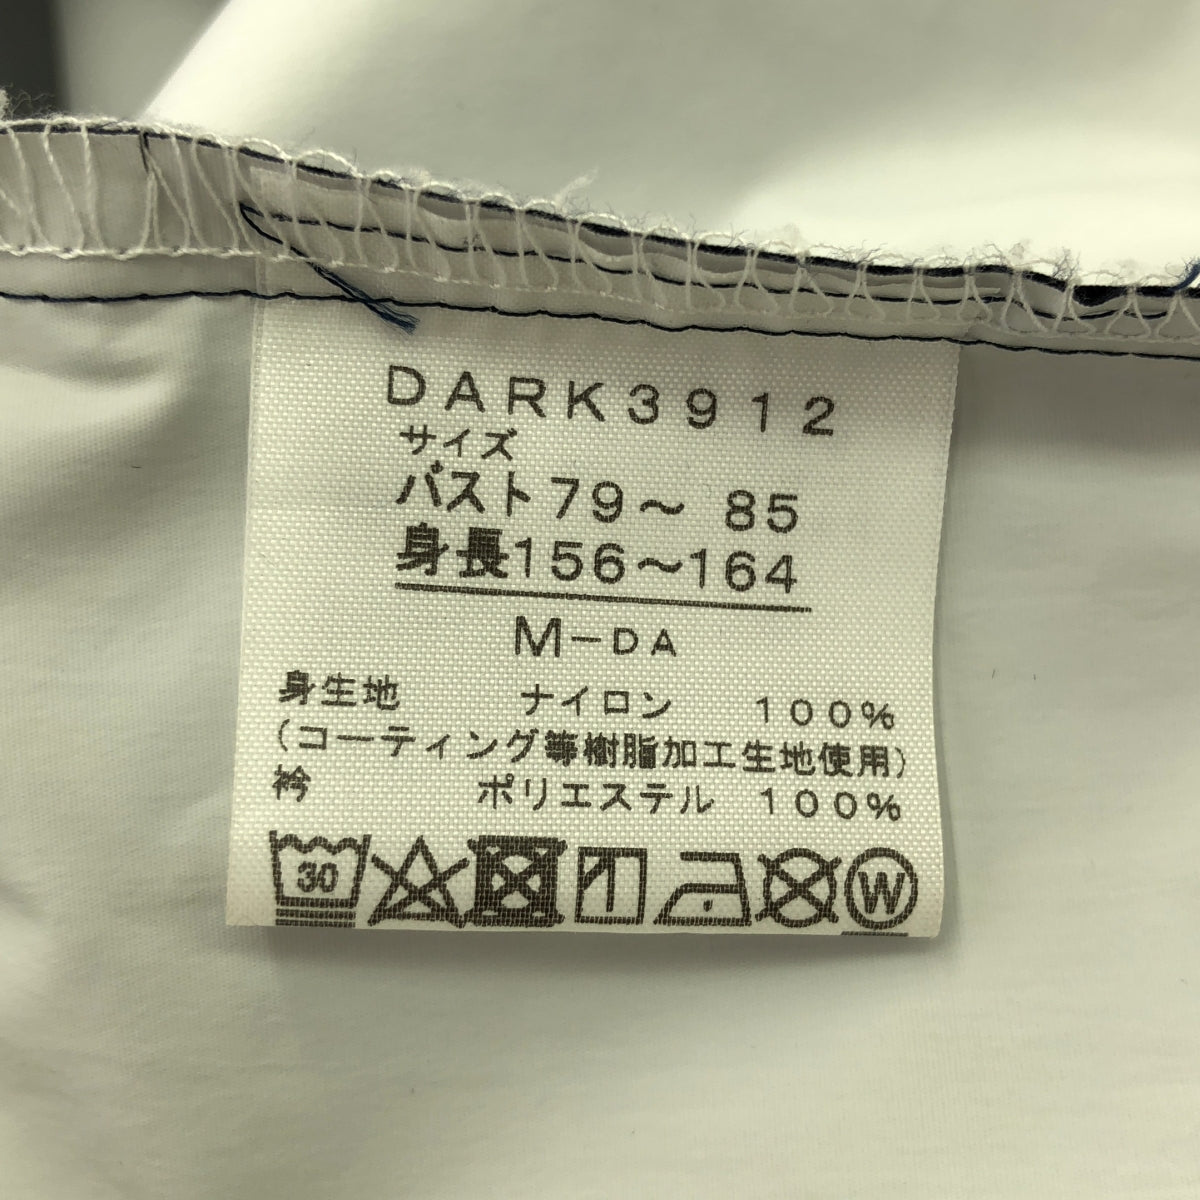 DARK3912
サイズ
バスト79～ 85
身長156～164
M-DA
身生地 ナイロン 100%
(コーティング等樹脂加工生地使用)
衿 ポリエステル 100%
30 W